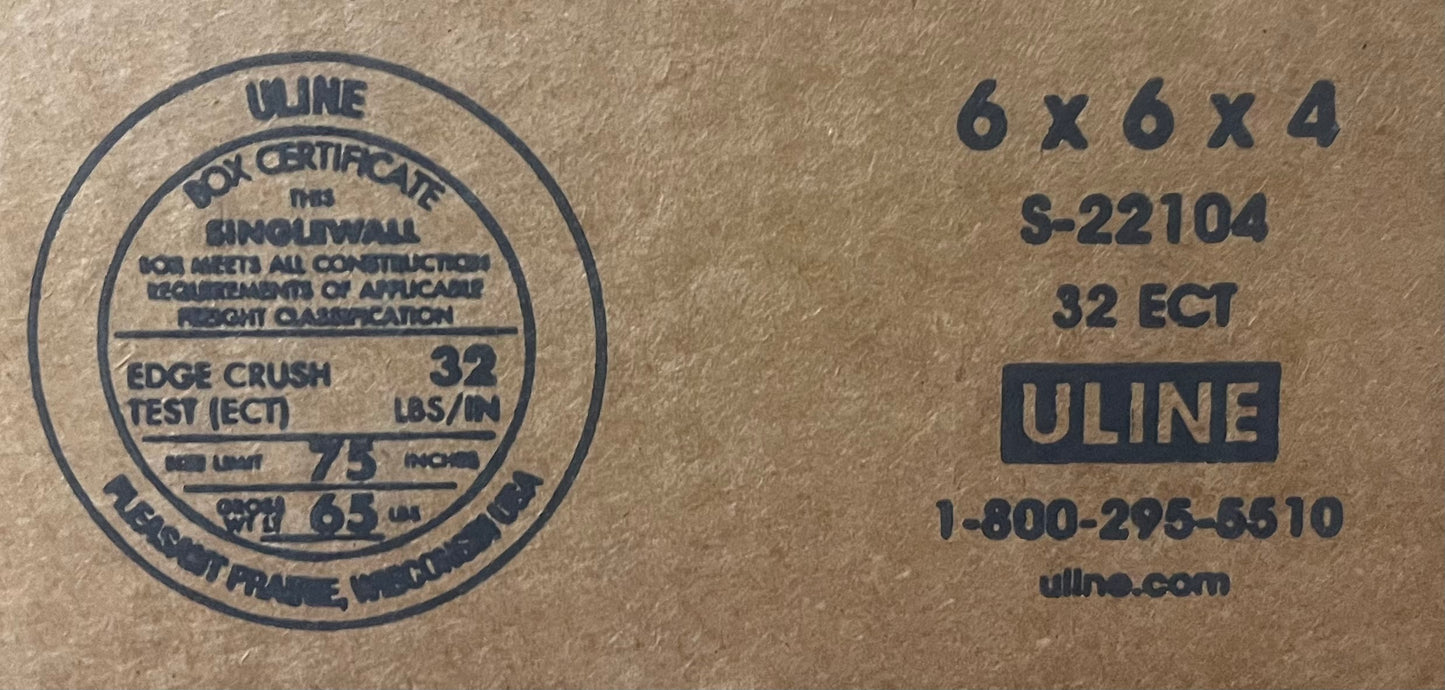 ULINE
BOX CERTIFICATE
THIS
SINGLEWALL
BOX MEETS ALL CONSTRUCTION
REQUIREMENTS OF APPLICABLE
FREIGHT CLASSIFICATION
EDGE CRUSH 32
TEST (ECT) LBS/IN
SIZE LIMIT 75 INCHES
GROSS
WT LT 65 LBS
PLEASANT PRAIRIE, WISCONSIN USA
6 x 6 x 4
S-22104
32 ECT
ULINE
1-800-295-5510
uline.com